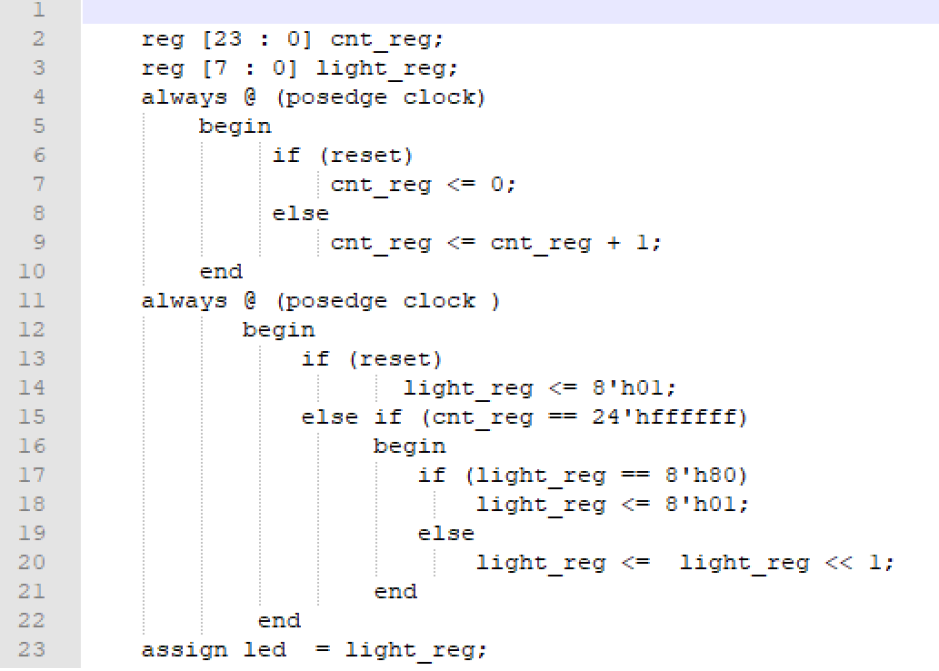 1
2 reg [23 : 0] cnt_reg;
3 reg [7 : 0] light_reg;
4 always @ (posedge clock)
5 begin
6 if (reset)
7 cnt_reg <= 0;
8 else
9 cnt_reg <= cnt_reg + 1;
10 end
11 always @ (posedge clock )
12 begin
13 if (reset)
14 light_reg <= 8'h01;
15 else if (cnt_reg == 24'hffffff)
16 begin
17 if (light_reg == 8'h80)
18 light_reg <= 8'h01;
19 else
20 light_reg <=  light_reg << 1;
21 end
22 end
23 assign led  = light_reg;